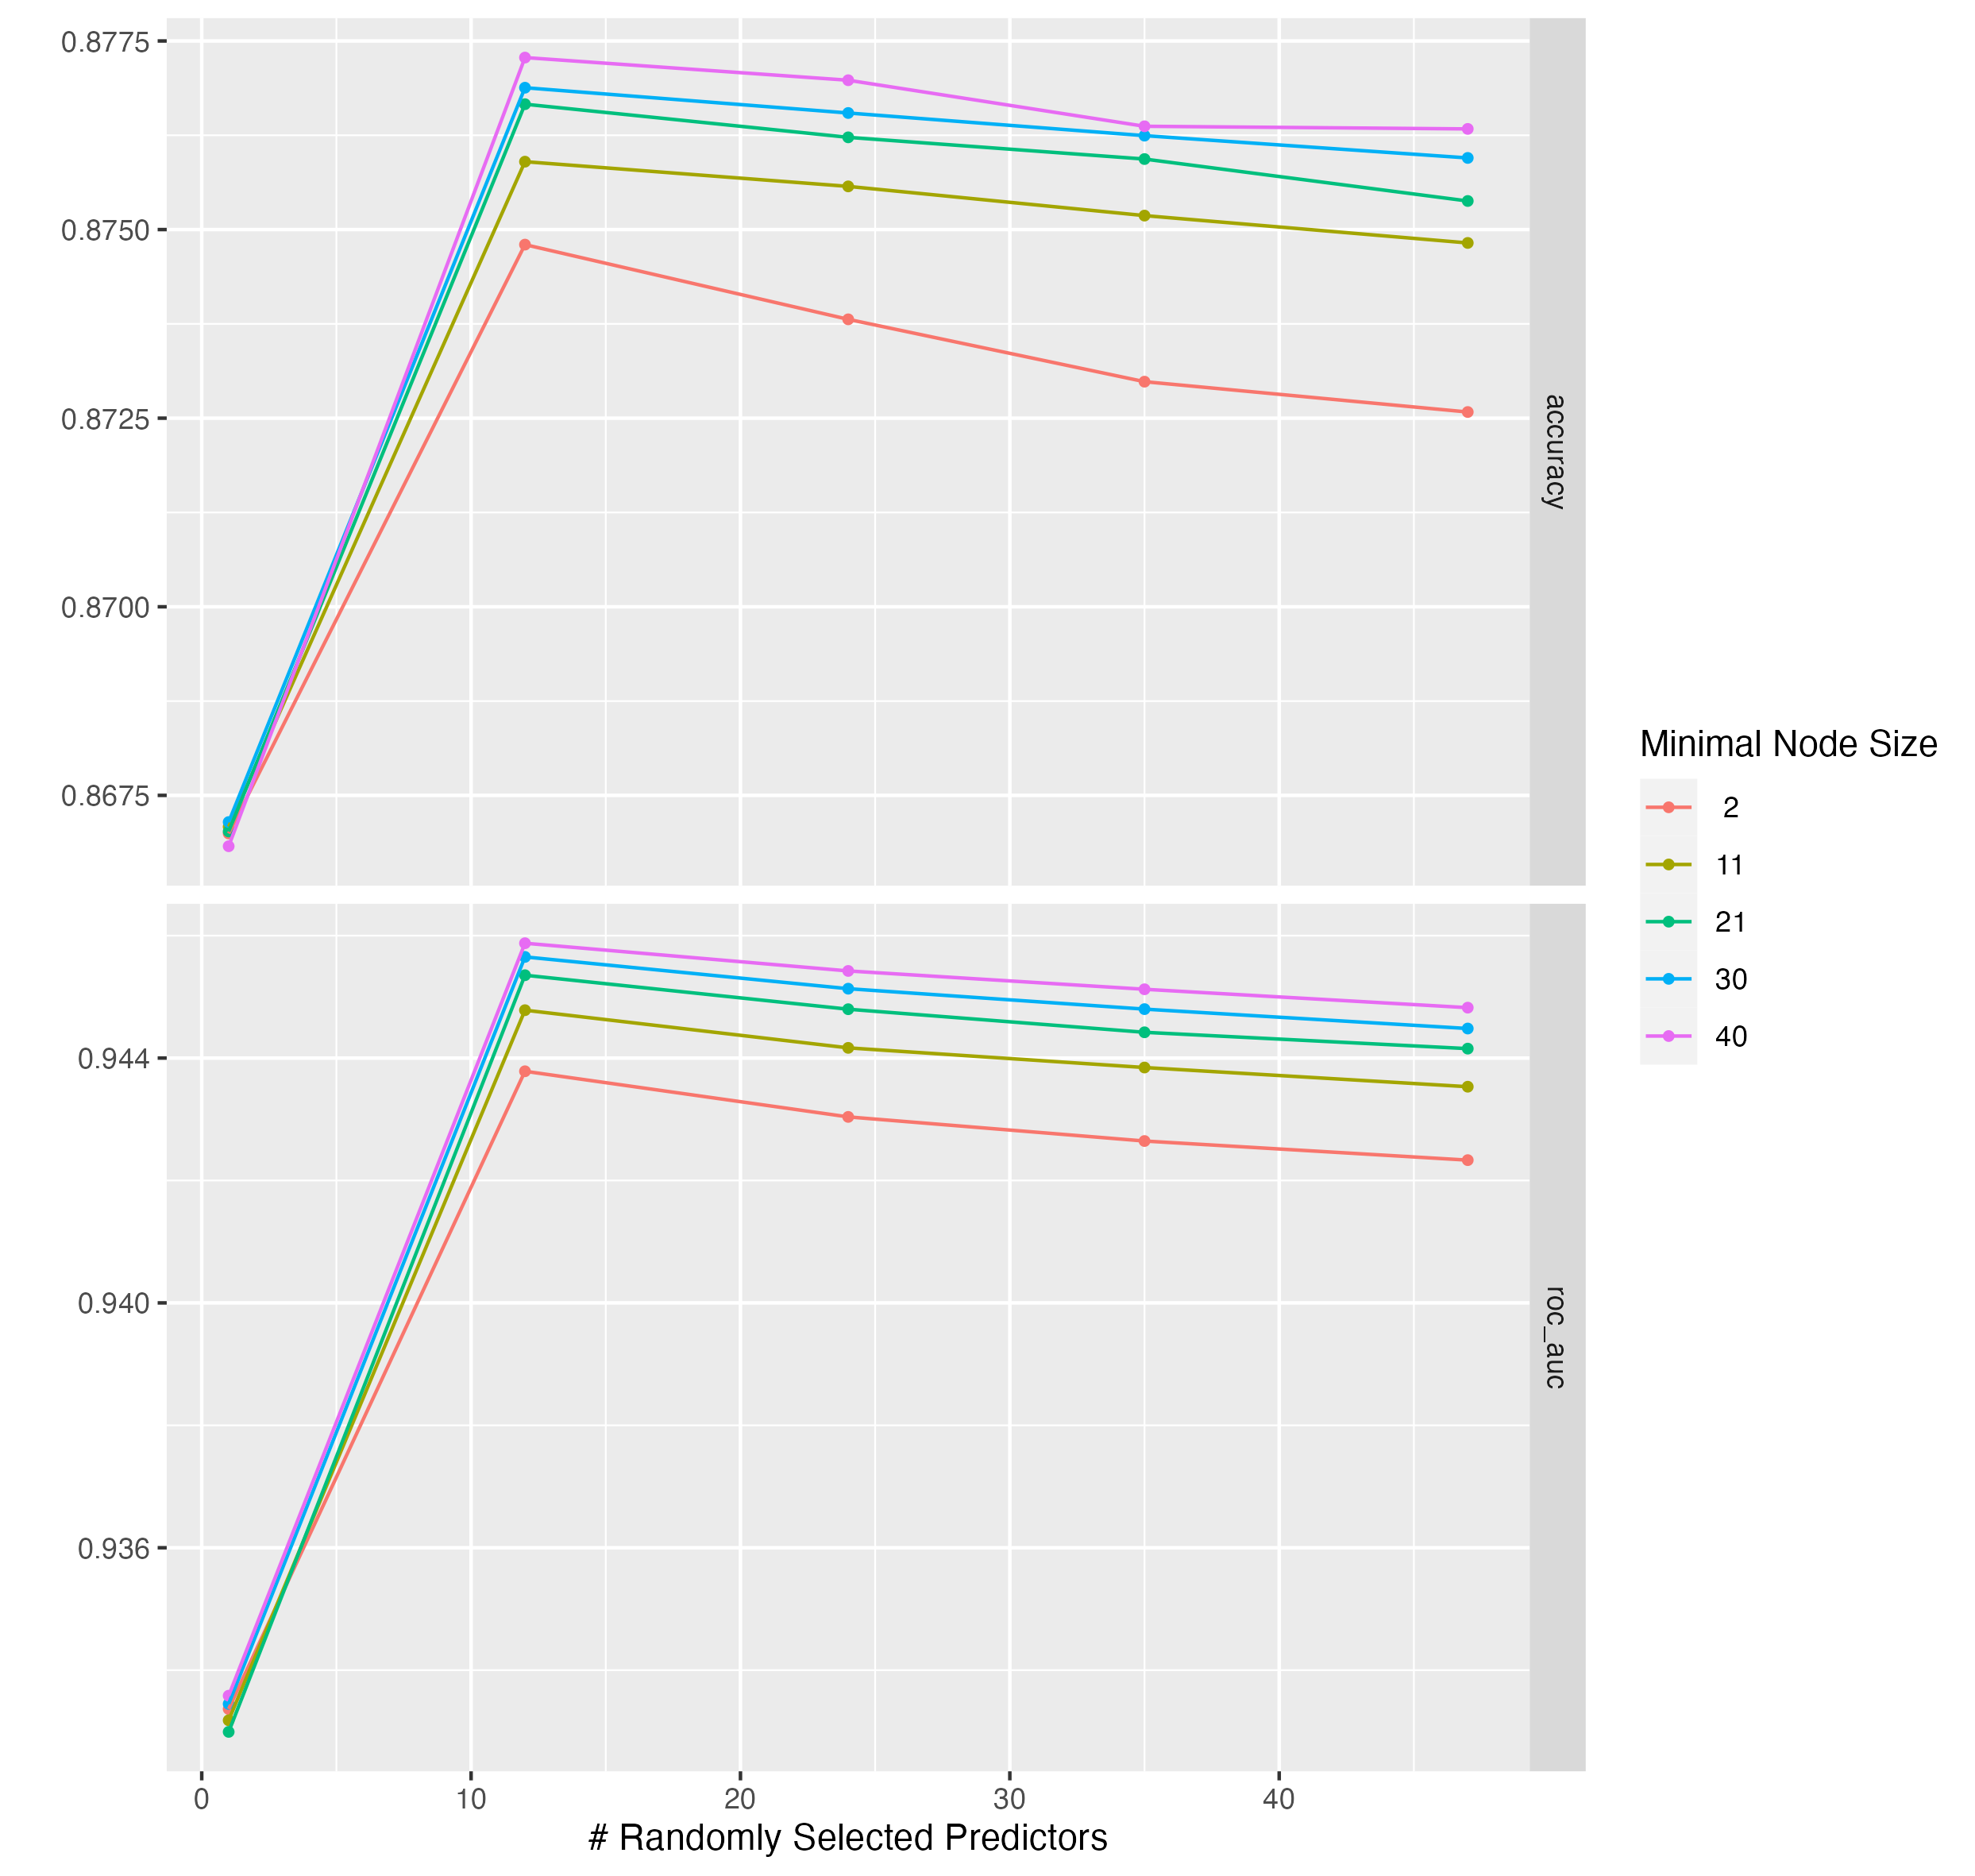 0.8775
0.8750
0.8725
0.8700
0.8675
accuracy
0.944
0.940
0.936
roc_auc
0 10 20 30 40
# Randomly Selected Predictors
Minimal Node Size
2
11
21
30
40